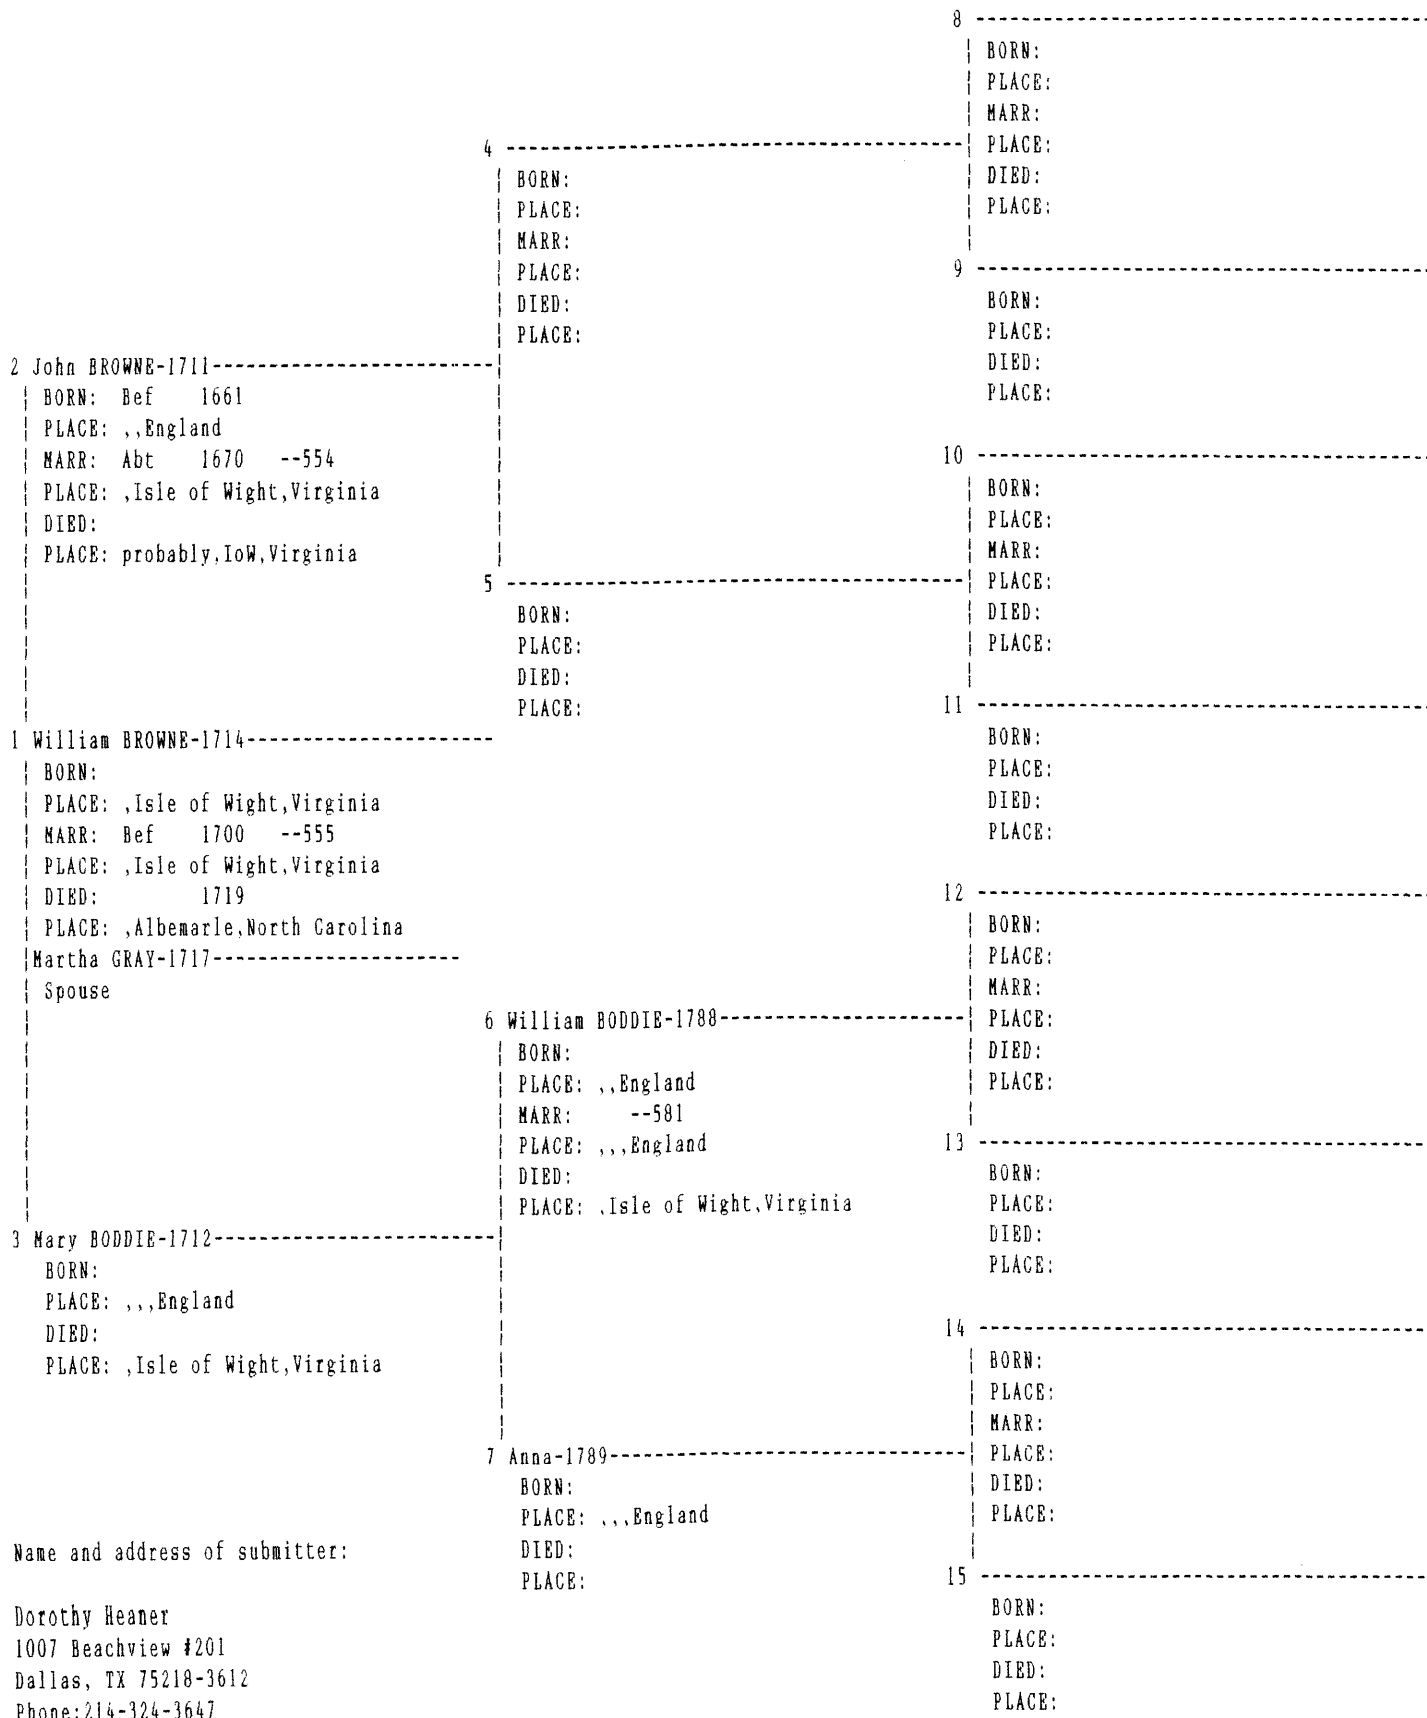 8
BORN:
PLACE:
MARR:
4 PLACE:
BORN: DIED:
PLACE: PLACE:
MARR:
PLACE: 9
DIED: BORN:
PLACE: PLACE:
2 John BROWNE-1711 DIED:
BORN: Bef 1661 PLACE:
PLACE: ,,England
MARR: Abt 1670 --554 10
PLACE: ,Isle of Wight,Virginia BORN:
DIED: PLACE:
PLACE: probably,IoW,Virginia MARR:
5 PLACE:
BORN: DIED:
PLACE: PLACE:
DIED:
PLACE: 11
1 William BROWNE-1714 BORN:
BORN: PLACE:
PLACE: ,Isle of Wight,Virginia DIED:
MARR: Bef 1700 --555 PLACE:
PLACE: ,Isle of Wight,Virginia
DIED: 1719 12
PLACE: ,Albemarle,North Carolina BORN:
Martha GRAY-1717 PLACE:
Spouse MARR:
6 William BODDIE-1788 PLACE:
BORN: DIED:
PLACE: ,,England PLACE:
MARR: --581
PLACE: ,,,England 13
DIED: BORN:
PLACE: ,Isle of Wight,Virginia PLACE:
3 Mary BODDIE-1712 DIED:
BORN: PLACE:
PLACE: ,,,England
DIED: 14
PLACE: ,Isle of Wight,Virginia BORN:
PLACE:
MARR:
7 Anna-1789 PLACE:
BORN: DIED:
PLACE: ,,,England PLACE:
Name and address of submitter: DIED:
PLACE: 15
Dorothy Heaner BORN:
1007 Beachview #201 PLACE:
Dallas, TX 75218-3612 DIED:
Phone:214-324-3647 PLACE: